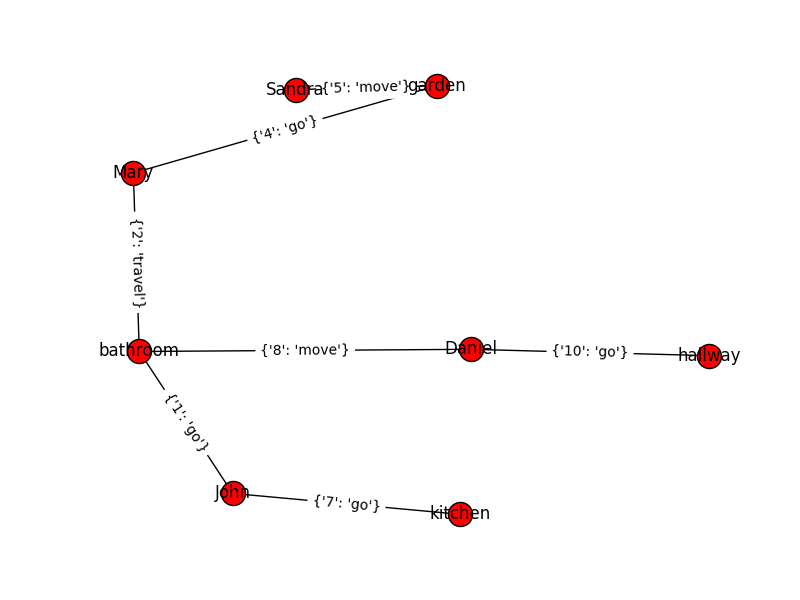 Sandra
{'5': 'move'}
garden
{'4': 'go'}
Mary
{'2': 'travel'}
bathroom
{'8': 'move'}
Daniel
{'10': 'go'}
hallway
{'1': 'go'}
John
{'7': 'go'}
kitchen